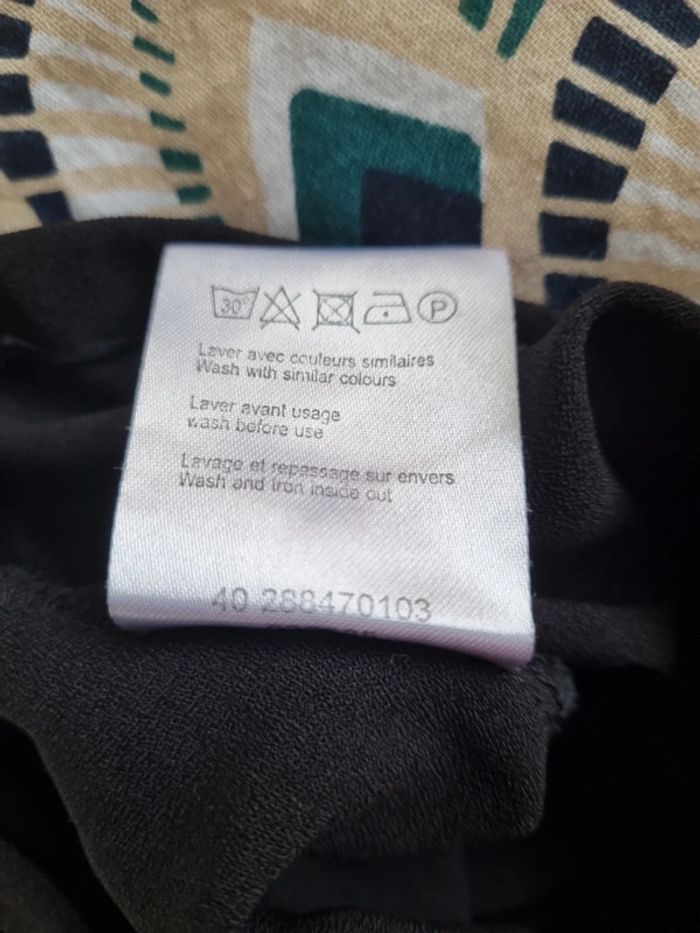 30°
P
Laver avec couleurs similaires
Wash with similar colours
Laver avant usage
wash before use
Lavage et repassage sur envers
Wash and iron inside out
40 288470103